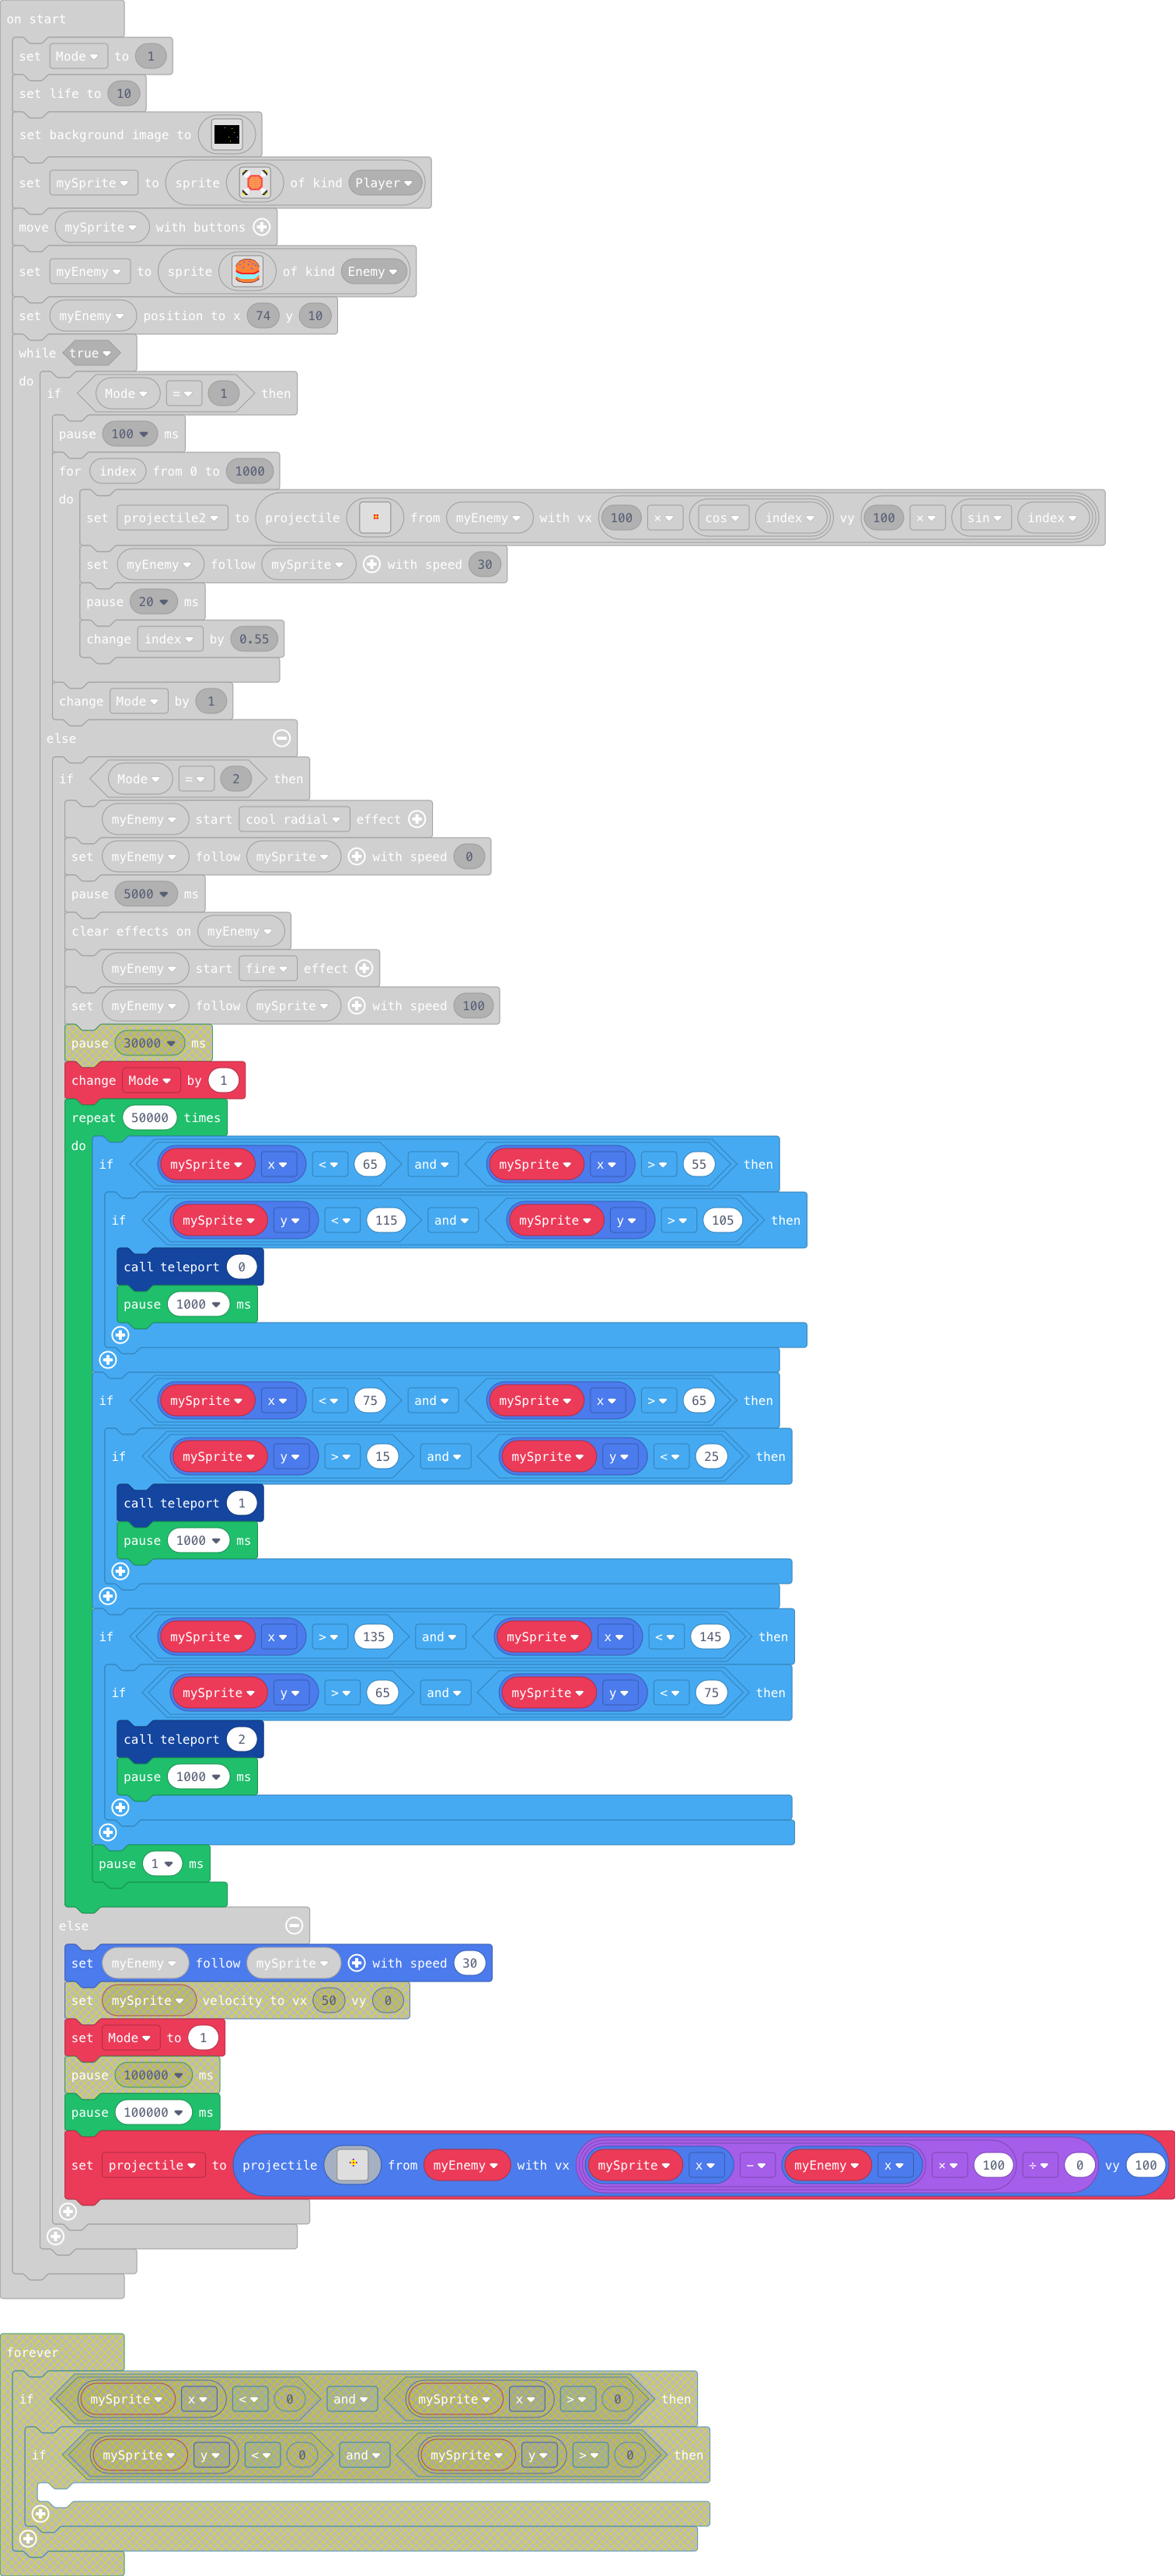 on start
set Mode to 1
set life to 10
set background image to
set mySprite to sprite of kind Player
move mySprite with buttons
set myEnemy to sprite of kind Enemy
set myEnemy position to x 74 y 10
while true
do
if Mode = 1 then
pause 100 ms
for index from 0 to 1000
do
set projectile2 to projectile from myEnemy with vx 100 × cos index vy 100 × sin index
set myEnemy follow mySprite with speed 30
pause 20 ms
change index by 0.55
change Mode by 1
else
if Mode = 2 then
myEnemy start cool radial effect
set myEnemy follow mySprite with speed 0
pause 5000 ms
clear effects on myEnemy
myEnemy start fire effect
set myEnemy follow mySprite with speed 100
pause 30000 ms
change Mode by 1
repeat 50000 times
do
if mySprite x < 65 and mySprite x > 55 then
if mySprite y < 115 and mySprite y > 105 then
call teleport 0
pause 1000 ms
if mySprite x < 75 and mySprite x > 65 then
if mySprite y > 15 and mySprite y < 25 then
call teleport 1
pause 1000 ms
if mySprite x > 135 and mySprite x < 145 then
if mySprite y > 65 and mySprite y < 75 then
call teleport 2
pause 1000 ms
pause 1 ms
else
set myEnemy follow mySprite with speed 30
set mySprite velocity to vx 50 vy 0
set Mode to 1
pause 100000 ms
pause 100000 ms
set projectile to projectile from myEnemy with vx mySprite x - myEnemy x × 100 ÷ 0 vy 100
forever
if mySprite x < 0 and mySprite x > 0 then
if mySprite y < 0 and mySprite y > 0 then